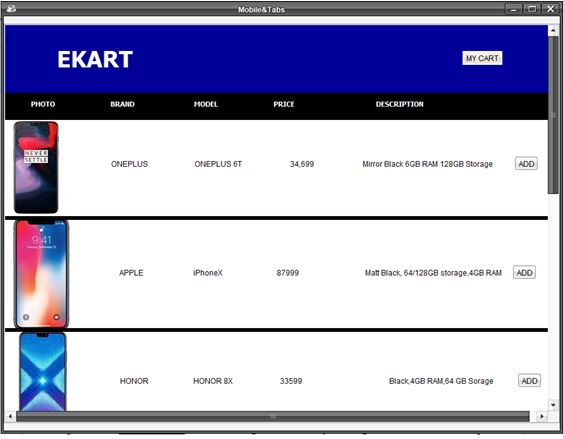 Mobile&Tabs
EKART
MY CART
PHOTO BRAND MODEL PRICE DESCRIPTION
NEVER
SETTLE
ONEPLUS ONEPLUS 6T 34,699 Mirror Black 6GB RAM 128GB Storage ADD
9:41
APPLE iPhoneX 87999 Matt Black, 64/128GB storage,4GB RAM ADD
HONOR HONOR 8X 33599 Black,4GB RAM,64 GB Sorage ADD